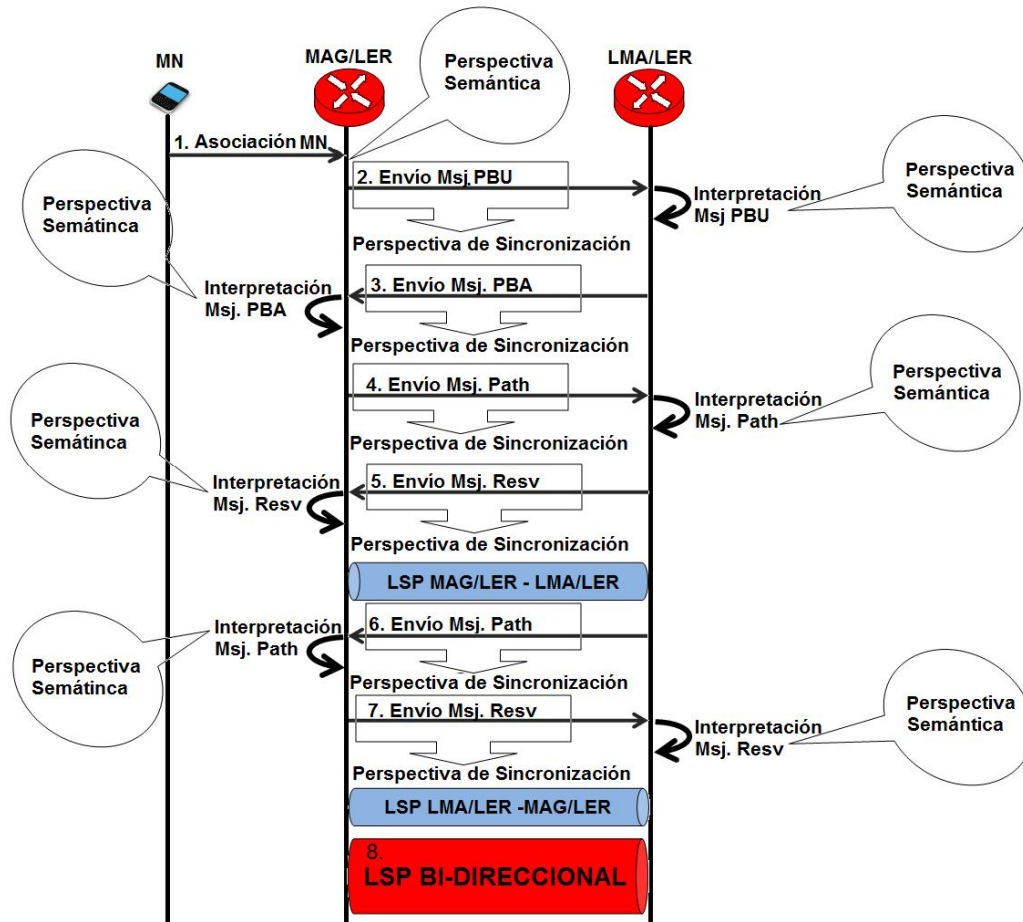 MN
MAG/LER
LMA/LER
Perspectiva
Semántica
1. Asociación MN
2. Envío Msj. PBU
Perspectiva de Sincronización
Interpretación
Msj PBU
Perspectiva
Semántica
Perspectiva
Semátinca
3. Envío Msj. PBA
Interpretación
Msj. PBA
Perspectiva de Sincronización
4. Envío Msj. Path
Perspectiva de Sincronización
Interpretación
Msj. Path
Perspectiva
Semántica
Perspectiva
Semátinca
5. Envío Msj. Resv
Interpretación
Msj. Resv
Perspectiva de Sincronización
LSP MAG/LER - LMA/LER
6. Envío Msj. Path
Interpretación
Msj. Path
Perspectiva
Semátinca
Perspectiva de Sincronización
7. Envío Msj. Resv
Interpretación
Msj. Resv
Perspectiva
Semántica
Perspectiva de Sincronización
LSP LMA/LER -MAG/LER
8.
LSP BI-DIRECCIONAL